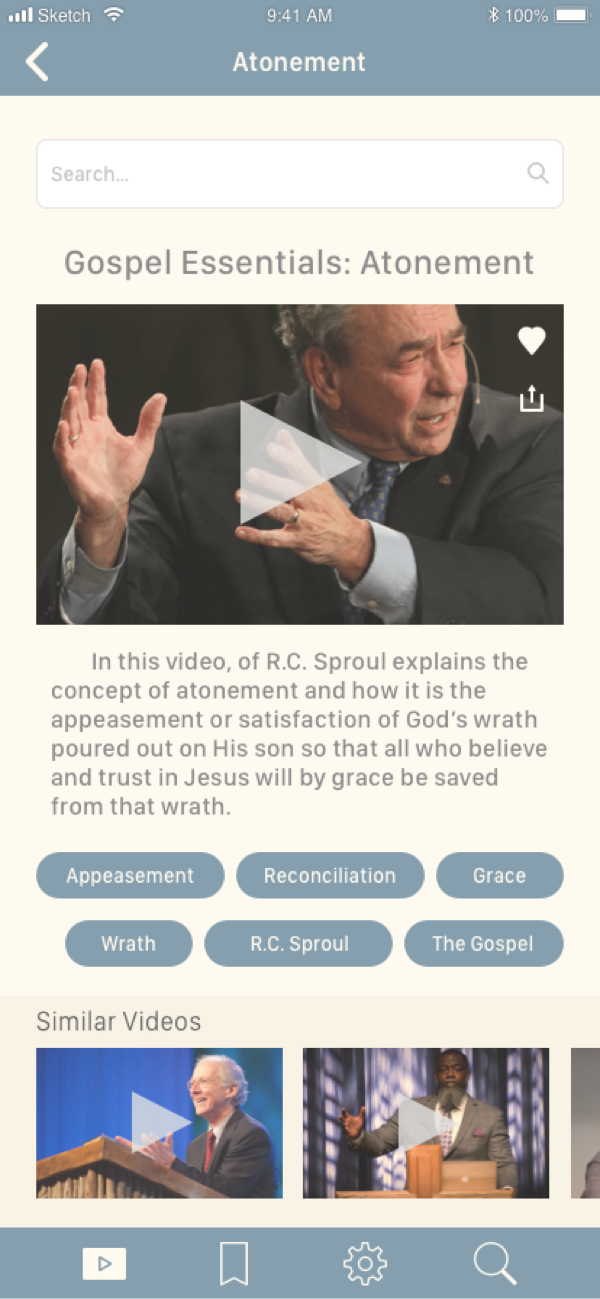 Sketch 9:41 AM 100%
Atonement
Search...
Gospel Essentials: Atonement
In this video, of R.C. Sproul explains the
concept of atonement and how it is the
appeasement or satisfaction of God's wrath
poured out on His son so that all who believe
and trust in Jesus will by grace be saved
from that wrath.
Appeasement Reconciliation Grace
Wrath R.C. Sproul The Gospel
Similar Videos